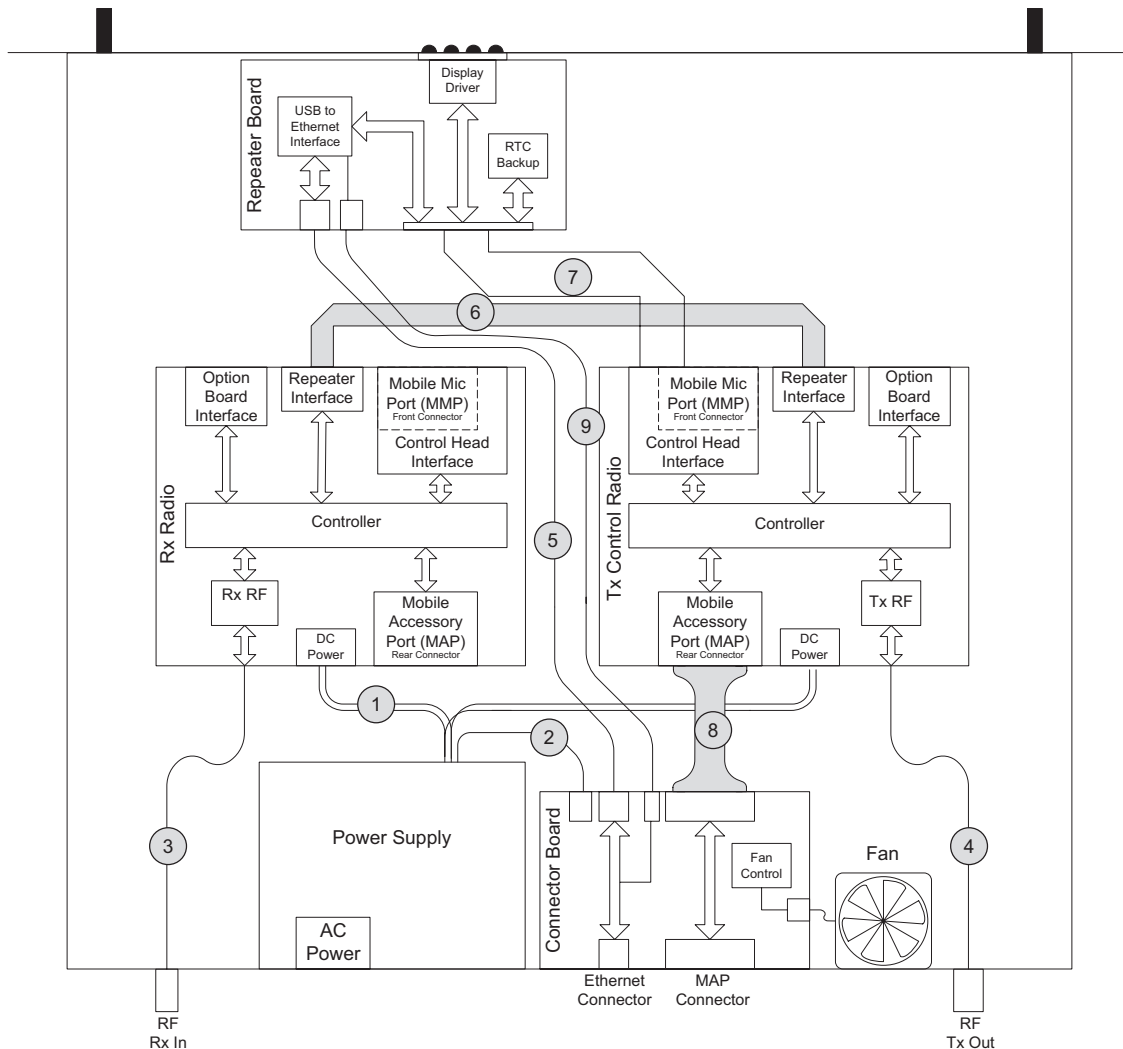 Repeater Board
Display
Driver
USB to
Ethernet
Interface
RTC
Backup
7
6
9
5
Rx Radio
Option
Board
Interface
Repeater
Interface
Mobile Mic
Port (MMP)
Front Connector
Control Head
Interface
Controller
Rx RF
DC
Power
Mobile
Accessory
Port (MAP)
Rear Connector
Tx Control Radio
Mobile Mic
Port (MMP)
Front Connector
Control Head
Interface
Repeater
Interface
Option
Board
Interface
Controller
Mobile
Accessory
Port (MAP)
Rear Connector
DC
Power
Tx RF
1
2
8
3
4
Power Supply
AC
Power
Connector Board
Fan
Control
Fan
Ethernet
Connector
MAP
Connector
RF
Rx In
RF
Tx Out